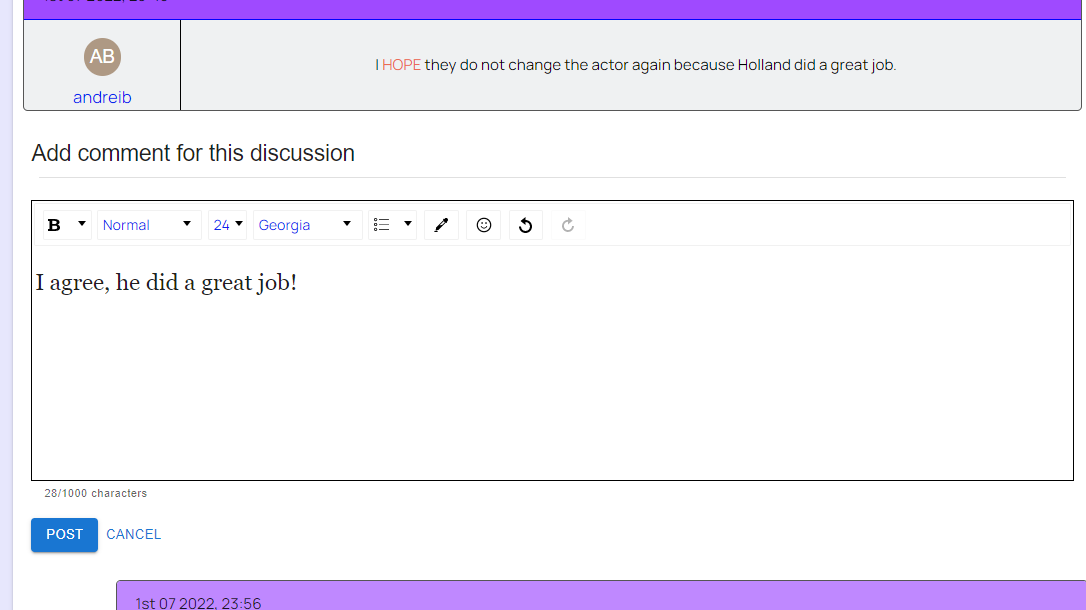 AB
andreib
I HOPE they do not change the actor again because Holland did a great job.
Add comment for this discussion
B Normal 24 Georgia
I agree, he did a great job!
28/1000 characters
POST CANCEL
1st 07 2022, 23:56